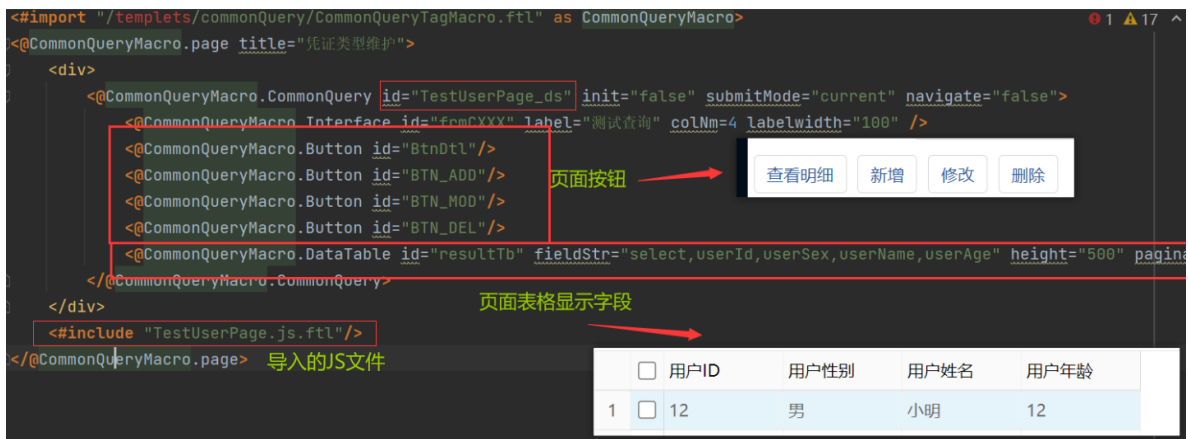 <#import "/templets/commonQuery/CommonQueryTagMacro.ftl" as CommonQueryMacro>
1 17
<@CommonQueryMacro.page title="凭证类型维护">
<div>
<@CommonQueryMacro.CommonQuery id="TestUserPage_ds" init="false" submitMode="current" navigate="false">
<@CommonQueryMacro.Interface id="frmCXXX" label="测试查询" colNm=4 labelwidth="100" />
<@CommonQueryMacro.Button id="BtnDtl"/>
<@CommonQueryMacro.Button id="BTN_ADD"/>
<@CommonQueryMacro.Button id="BTN_MOD"/>
<@CommonQueryMacro.Button id="BTN_DEL"/>
页面按钮
查看明细 新增 修改 删除
<@CommonQueryMacro.DataTable id="resultTb" fieldStr="select,userId,userSex,userName,userAge" height="500" pagina
</@CommonQueryMacro.CommonQuery>
页面表格显示字段
</div>
<#include "TestUserPage.js.ftl"/>
</@CommonQueryMacro.page>
导入的JS文件
用户ID 用户性别 用户姓名 用户年龄
1 12 男 小明 12